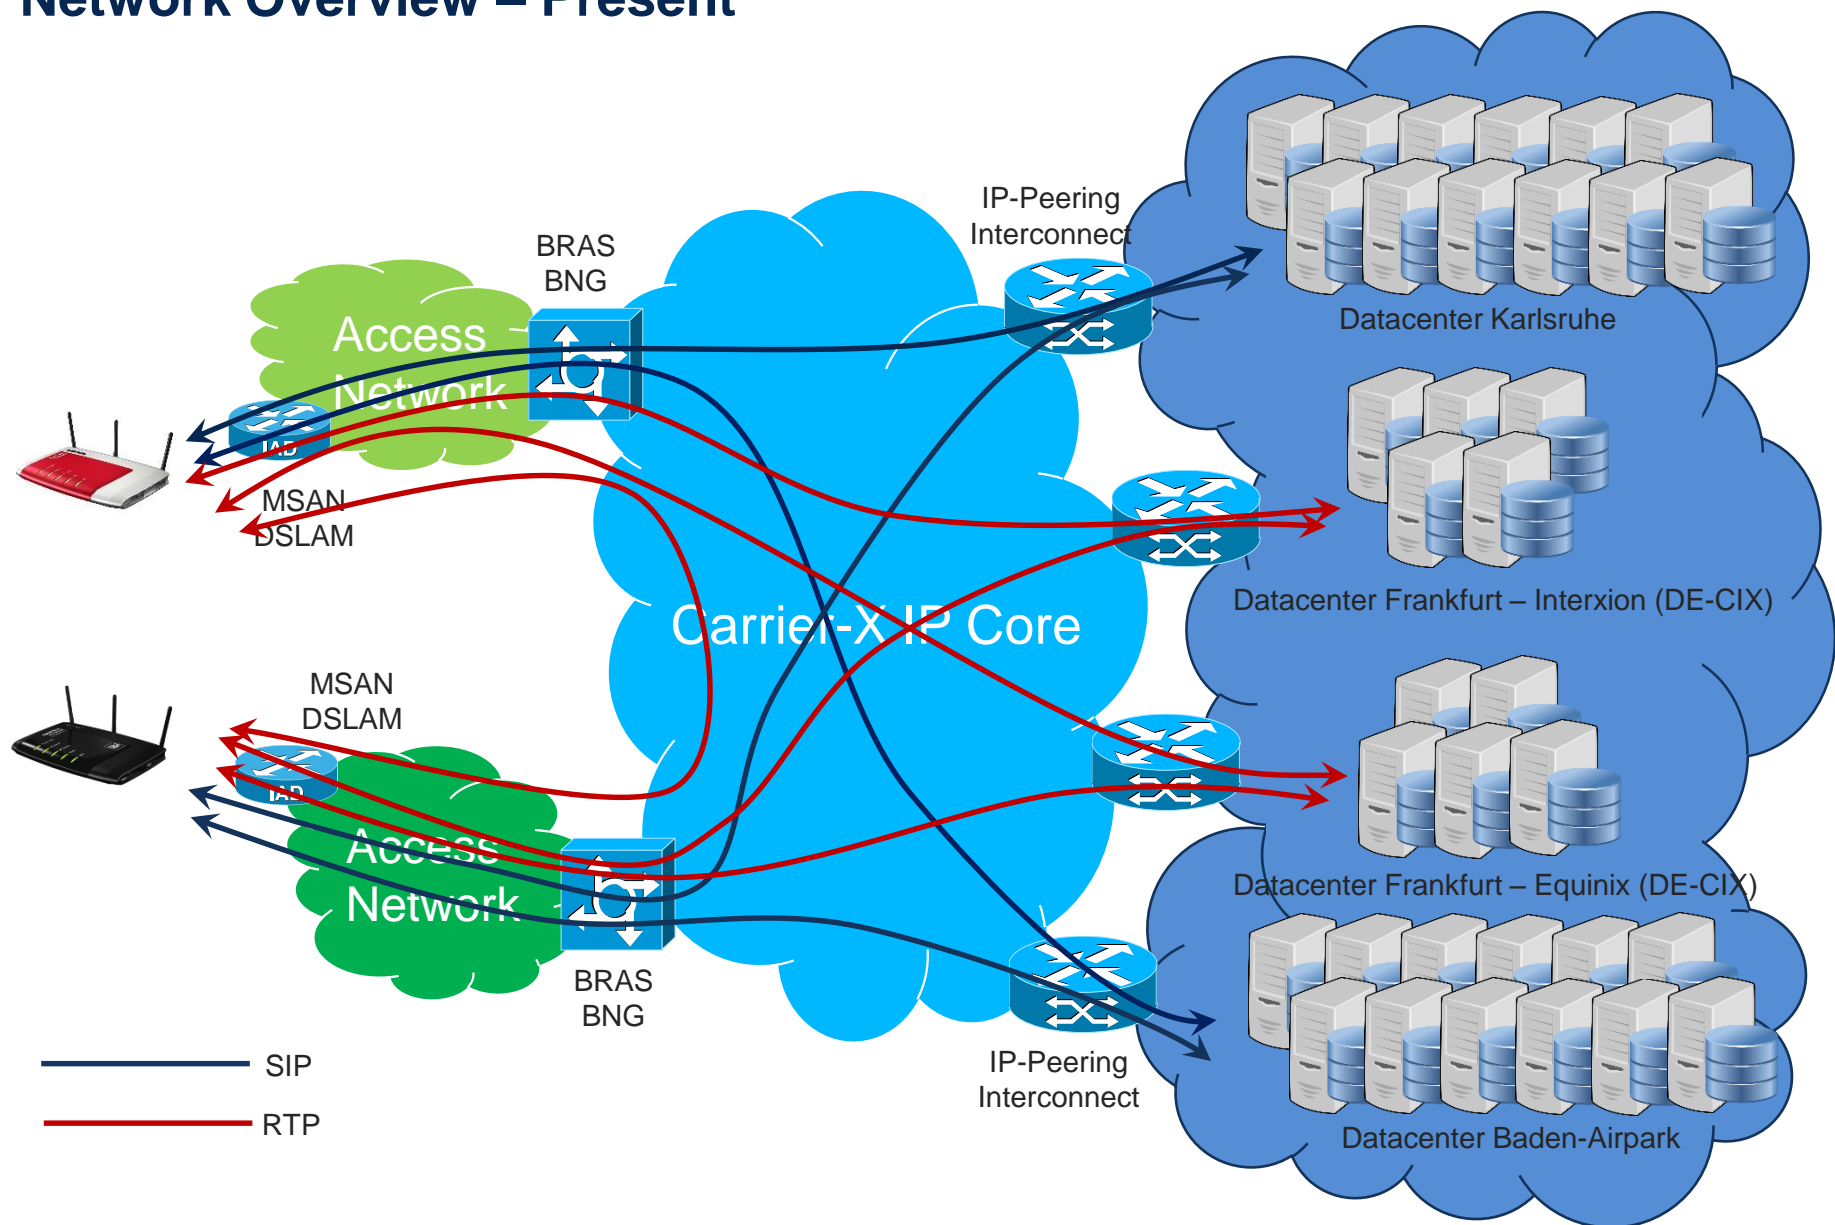 Network Overview – Present
IP-Peering
Interconnect
BRAS
BNG
Datacenter Karlsruhe
Access
Network
IAD
MSAN
DSLAM
Datacenter Frankfurt – Interxion (DE-CIX)
Carrier-X IP Core
MSAN
DSLAM
IAD
Access
Network
Datacenter Frankfurt – Equinix (DE-CIX)
BRAS
BNG
IP-Peering
Interconnect
SIP
RTP
Datacenter Baden-Airpark